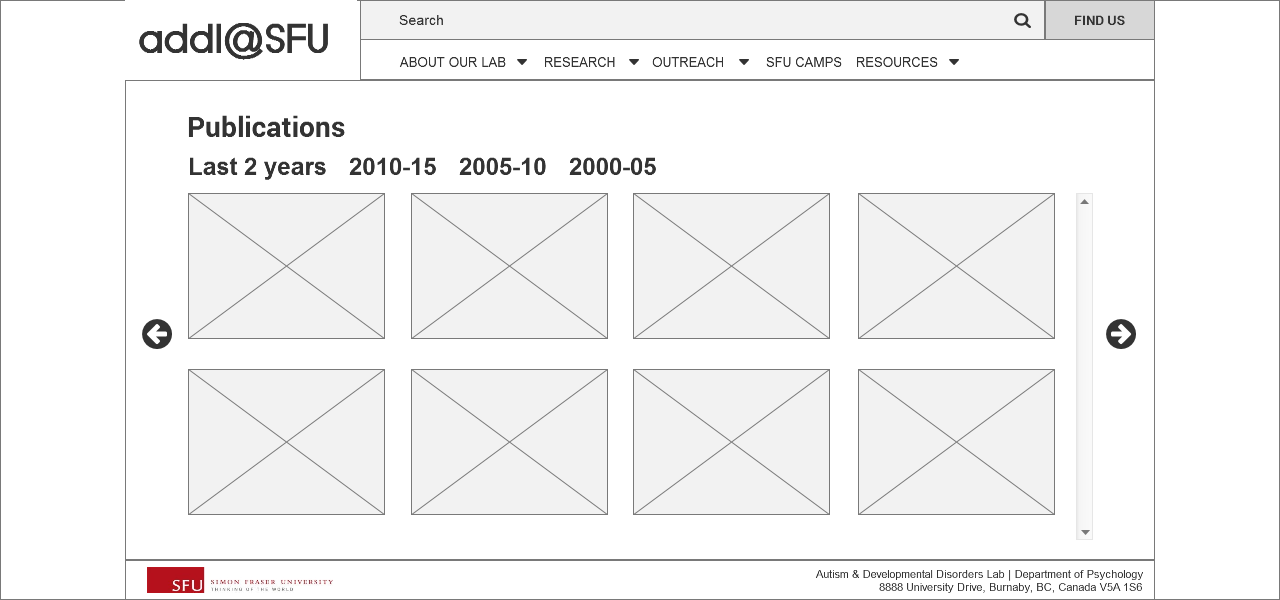 addl@SFU
Search
FIND US
ABOUT OUR LAB RESEARCH OUTREACH SFU CAMPS RESOURCES
Publications
Last 2 years 2010-15 2005-10 2000-05
SFU
SIMON FRASER UNIVERSITY
THINKING OF THE WORLD
Autism & Developmental Disorders Lab | Department of Psychology
8888 University Drive, Burnaby, BC, Canada V5A 1S6